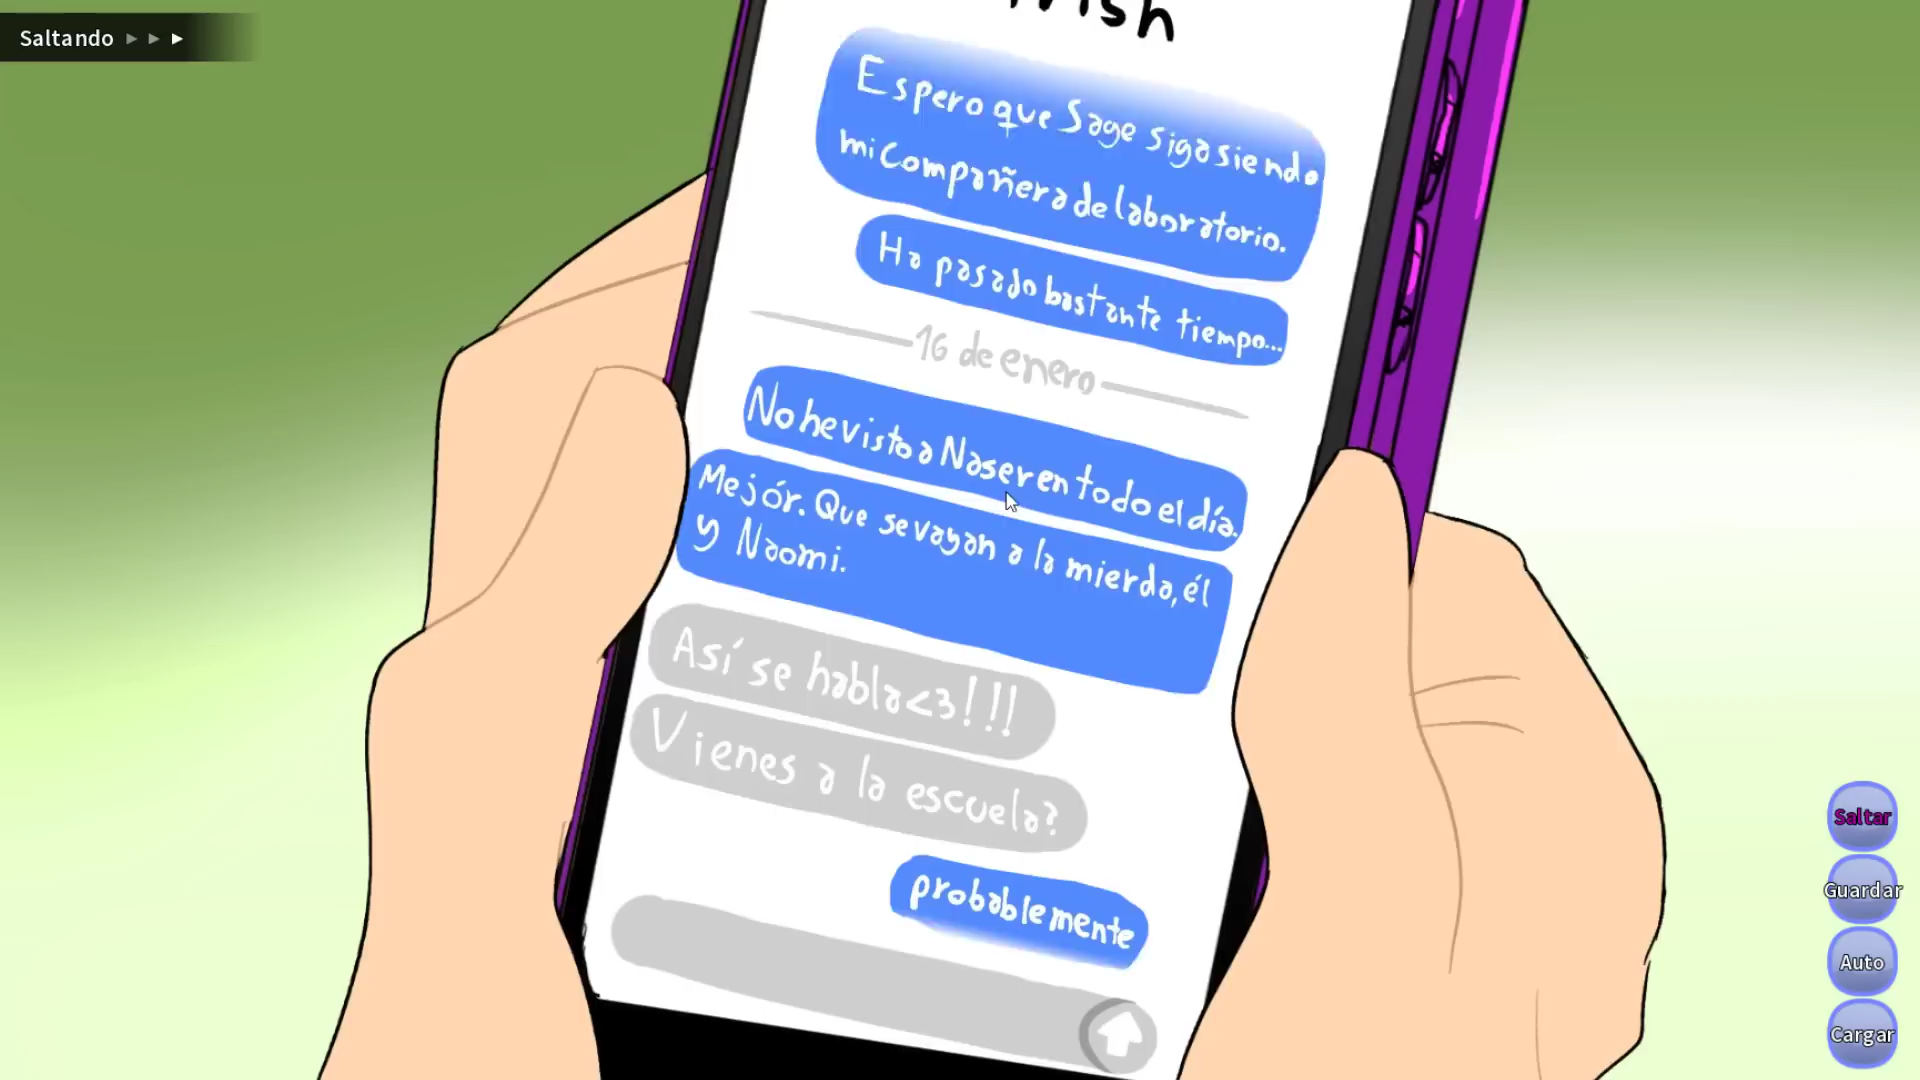 Saltando
Espero que Sage siga siendo
mi compañera de laboratorio.
Ha pasado bastante tiempo...
16 de enero
No he visto a Naser en todo el día.
Mejór. Que se vayan a la mierda, él
y Naomi.
Así se habla<3!!!
Vienes a la escuela?
probablemente
Saltar
Guardar
Auto
Cargar